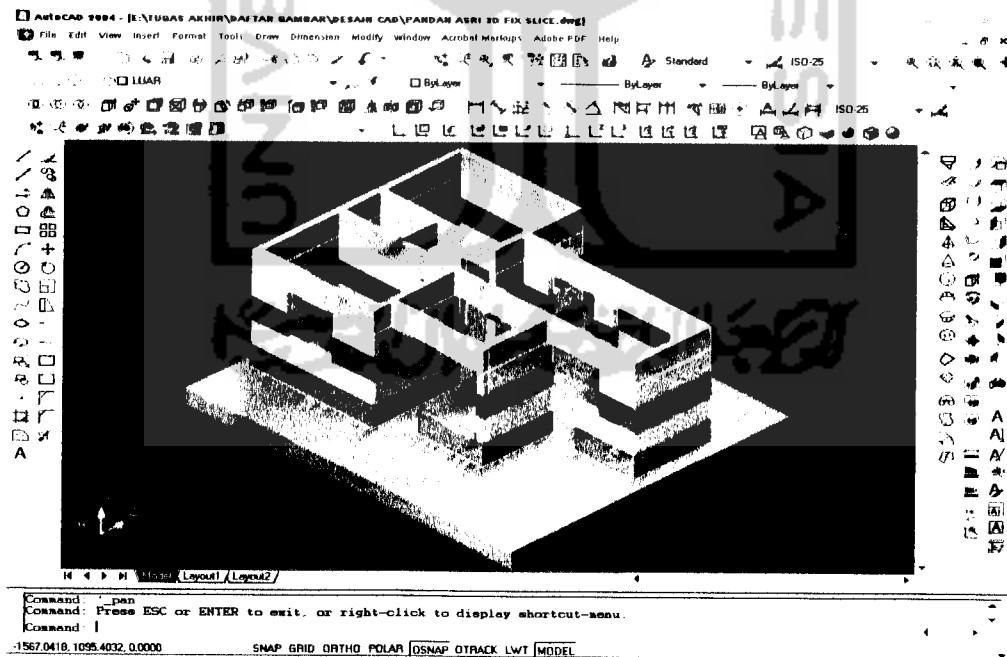 AutoCAD 2004 - [E:\TUGAS AKHIR\DAFTAR GAMBAR\DESAIN CAD\PANDAN ASRI 3D FIX SLICE.dwg]
File Edit View Insert Format Tools Draw Dimension Modify Window Acrobat Markups Adobe PDF Help
Standard ISO-25
LUAR ByLayer ByLayer ByLayer
ISO-25
Model Layout1 Layout2
Command: '_pan
Command: Press ESC or ENTER to exit, or right-click to display shortcut-menu.
Command:
-1567.0418, 1095.4032, 0.0000 SNAP GRID ORTHO POLAR OSNAP OTRACK LWT MODEL